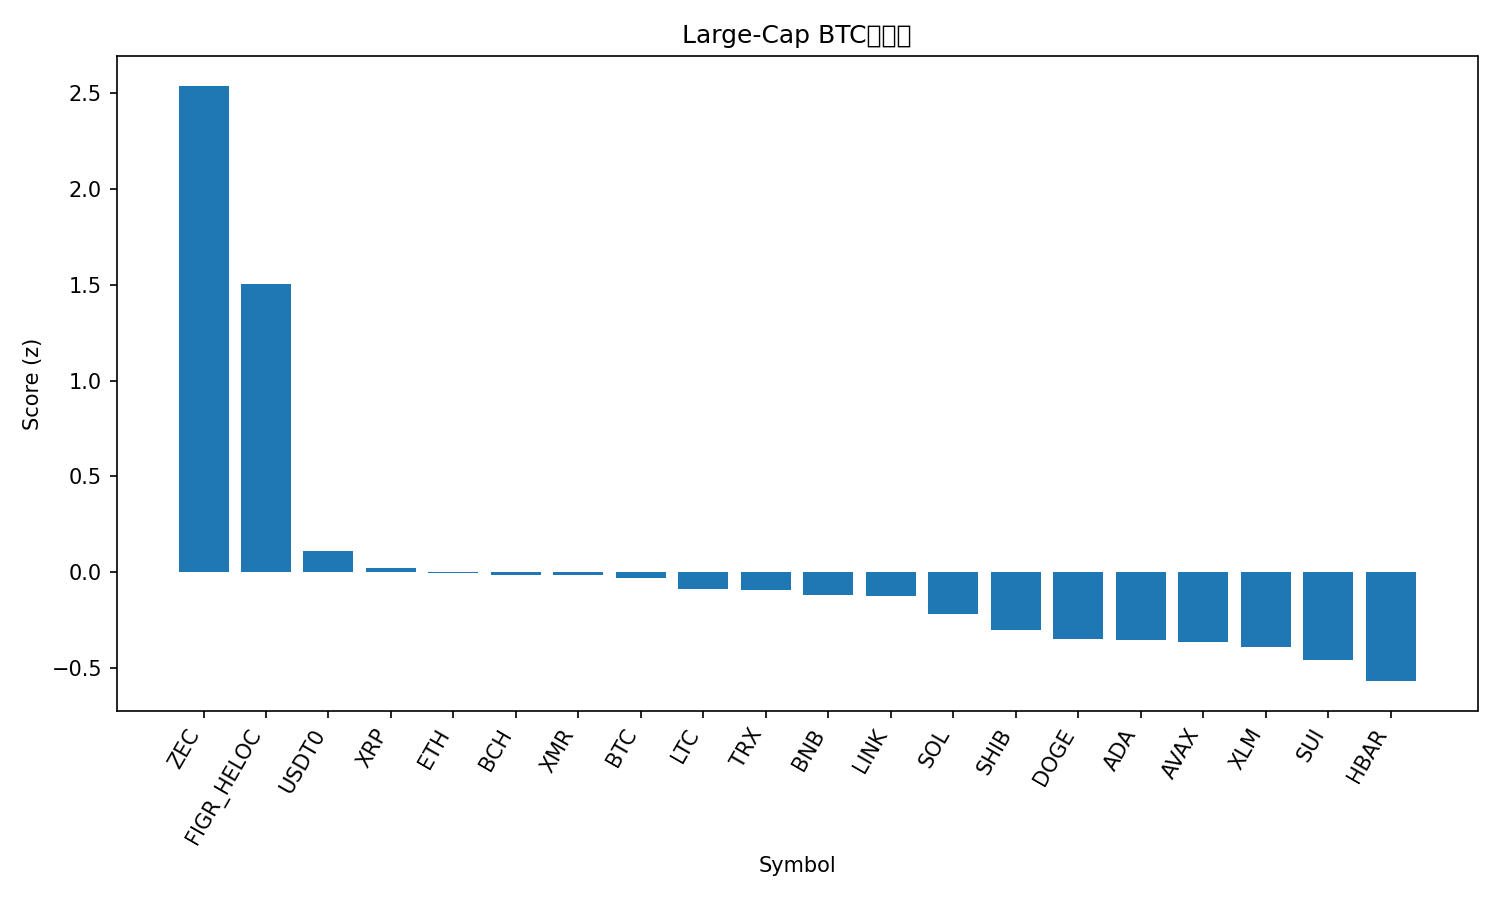 Large-Cap BTC
2.5
2.0
1.5
1.0
0.5
0.0
−0.5
Score (z)
ZEC
FIGR_HELOC
USDT0
XRP
ETH
BCH
XMR
BTC
LTC
TRX
BNB
LINK
SOL
SHIB
DOGE
ADA
AVAX
XLM
SUI
HBAR
Symbol